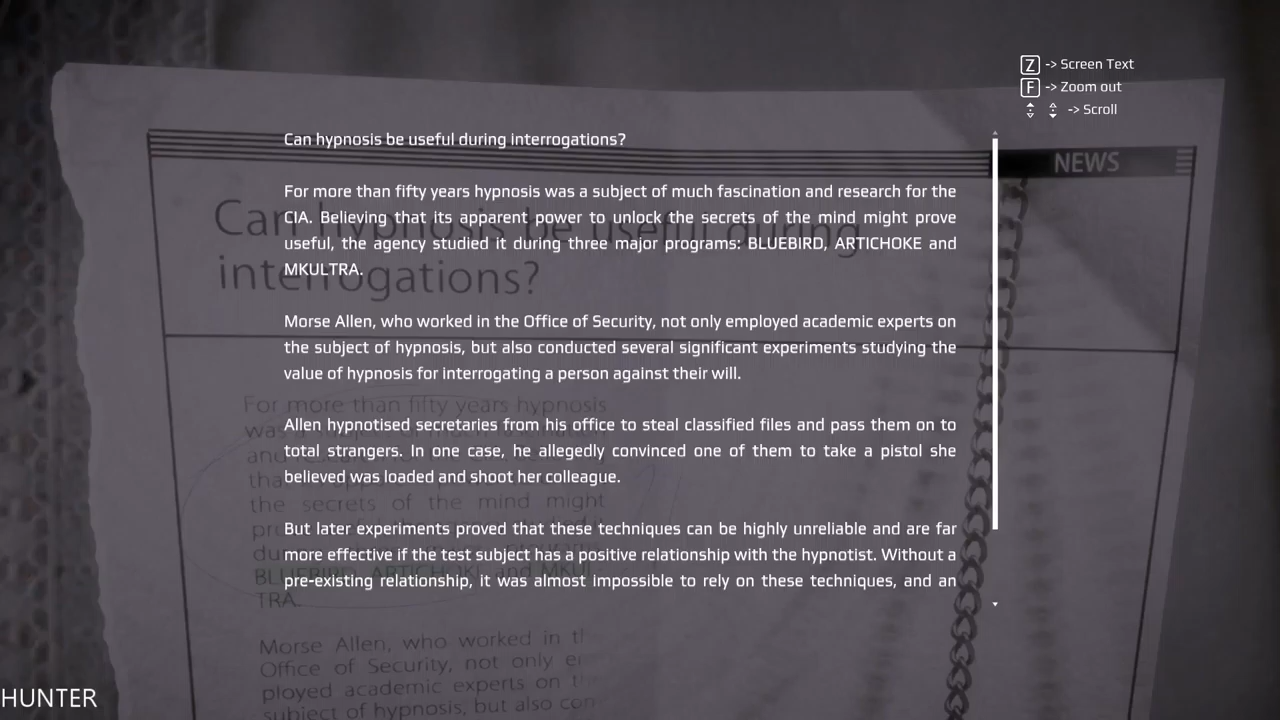 Z -> Screen Text
F -> Zoom out
-> Scroll
NEWS
Can hypnosis be useful during interrogations?
For more than fifty years hypnosis was a subject of much fascination and research for the
CIA. Believing that its apparent power to unlock the secrets of the mind might prove
useful, the agency studied it during three major programs: BLUEBIRD, ARTICHOKE and
MKULTRA.
Morse Allen, who worked in the Office of Security, not only employed academic experts on
the subject of hypnosis, but also conducted several significant experiments studying the
value of hypnosis for interrogating a person against their will.
Allen hypnotised secretaries from his office to steal classified files and pass them on to
total strangers. In one case, he allegedly convinced one of them to take a pistol she
believed was loaded and shoot her colleague.
But later experiments proved that these techniques can be highly unreliable and are far
more effective if the test subject has a positive relationship with the hypnotist. Without a
pre-existing relationship, it was almost impossible to rely on these techniques, and an
Can hypnosis be useful during
interrogations?
For more than fifty years hypnosis
the secrets of the mind might
BLUEBIRD, ARTICHOKE and MKUL
TRA.
Morse Allen, who worked in t
Office of Security, not only e
ployed academic experts on t
subject of hypnosis, but also con
HUNTER